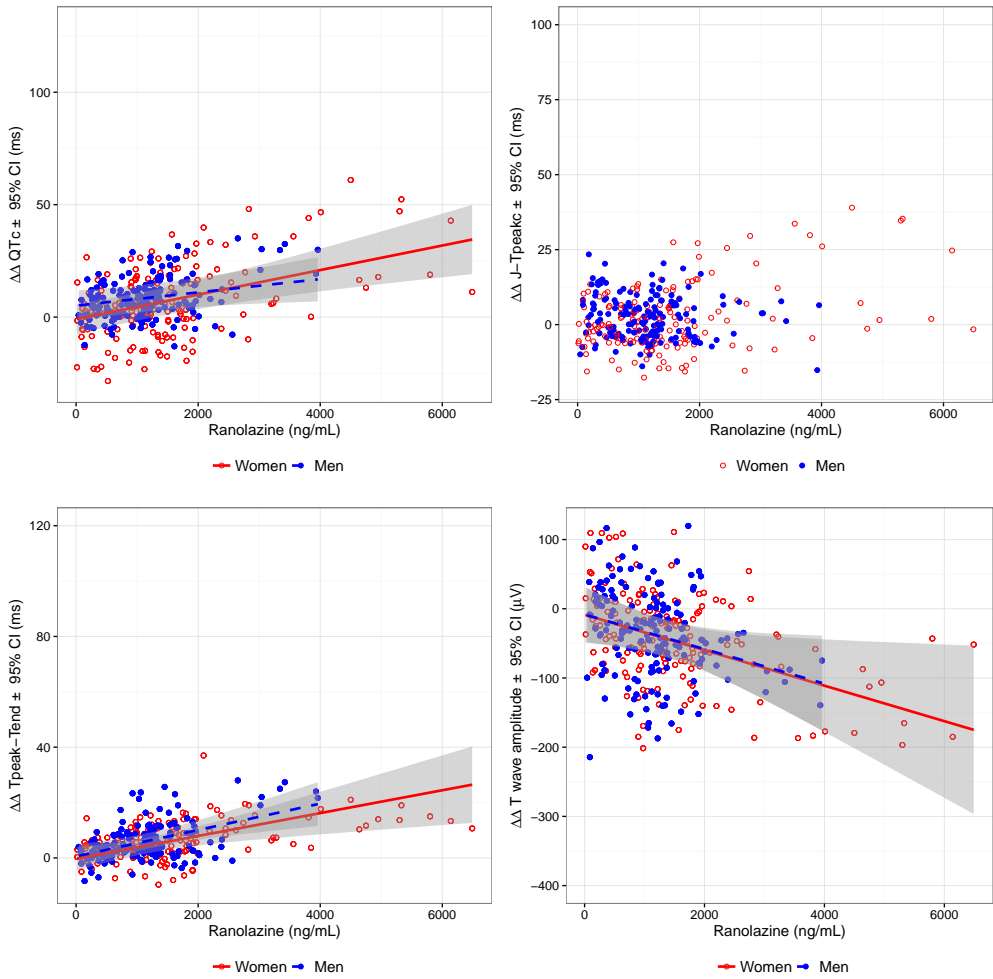 ΔΔ QTc ± 95% CI (ms)
100
50
0
0
2000
4000
6000
Ranolazine (ng/mL)
Women
Men
ΔΔ J−Tpeakc ± 95% CI (ms)
100
75
50
25
0
−25
0
2000
4000
6000
Ranolazine (ng/mL)
Women
Men
ΔΔ Tpeak−Tend ± 95% CI (ms)
120
80
40
0
0
2000
4000
6000
Ranolazine (ng/mL)
Women
Men
ΔΔ T wave amplitude ± 95% CI (µV)
100
0
−100
−200
−300
−400
0
2000
4000
6000
Ranolazine (ng/mL)
Women
Men